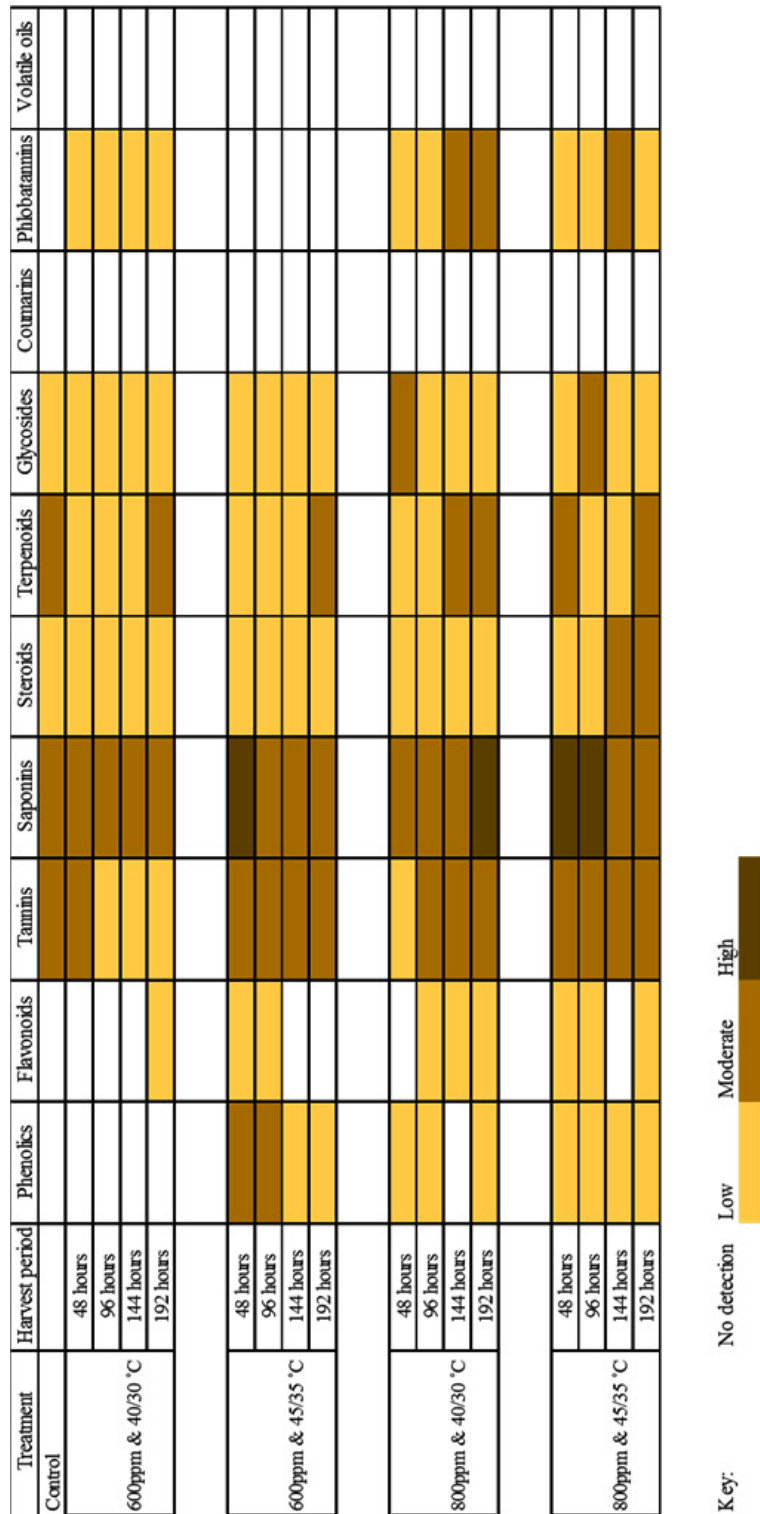 Treatment Harvest period Phenolics Flavonoids Tannins Saponins Steroids Terpenoids Glycosides Coumarins Phlobatannins Volatile oils
Control
600ppm & 40/30 ˚C
48 hours
96 hours
144 hours
192 hours
600ppm & 45/35 ˚C
48 hours
96 hours
144 hours
192 hours
800ppm & 40/30 ˚C
48 hours
96 hours
144 hours
192 hours
800ppm & 45/35 ˚C
48 hours
96 hours
144 hours
192 hours
Key: No detection Low Moderate High